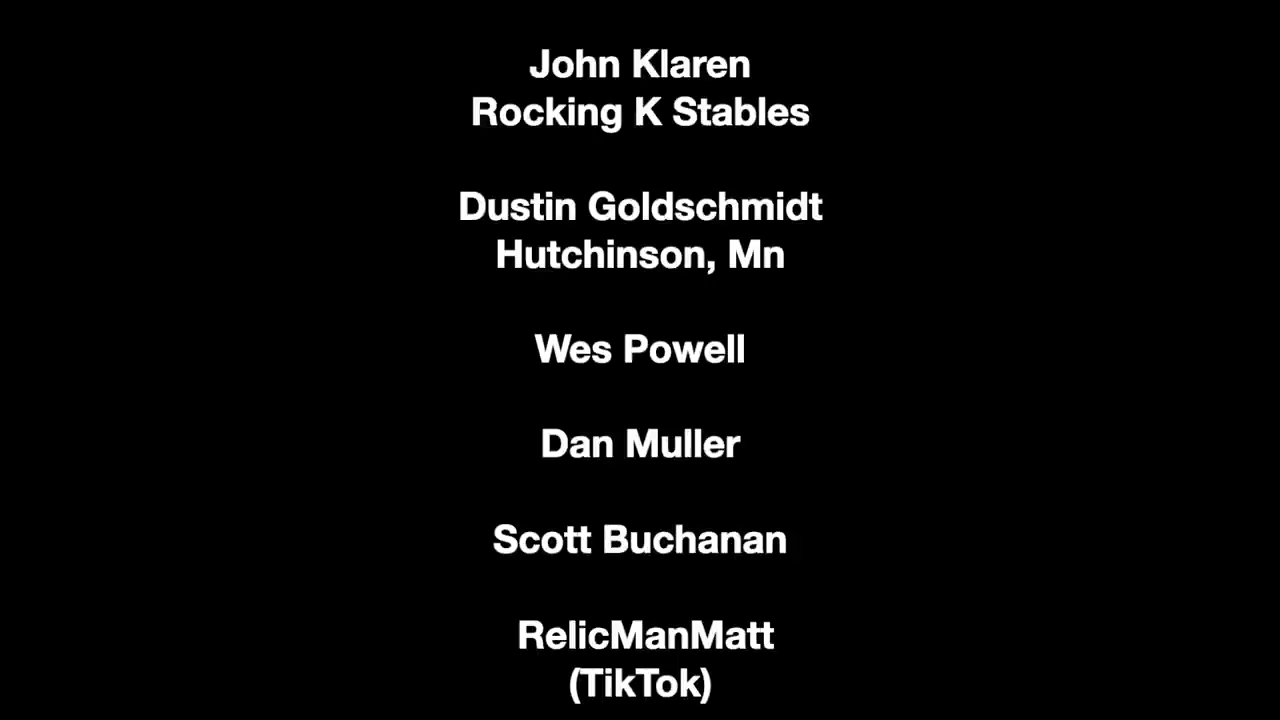 John Klaren
Rocking K Stables
Dustin Goldschmidt
Hutchinson, Mn
Wes Powell
Dan Muller
Scott Buchanan
RelicManMatt
(TikTok)